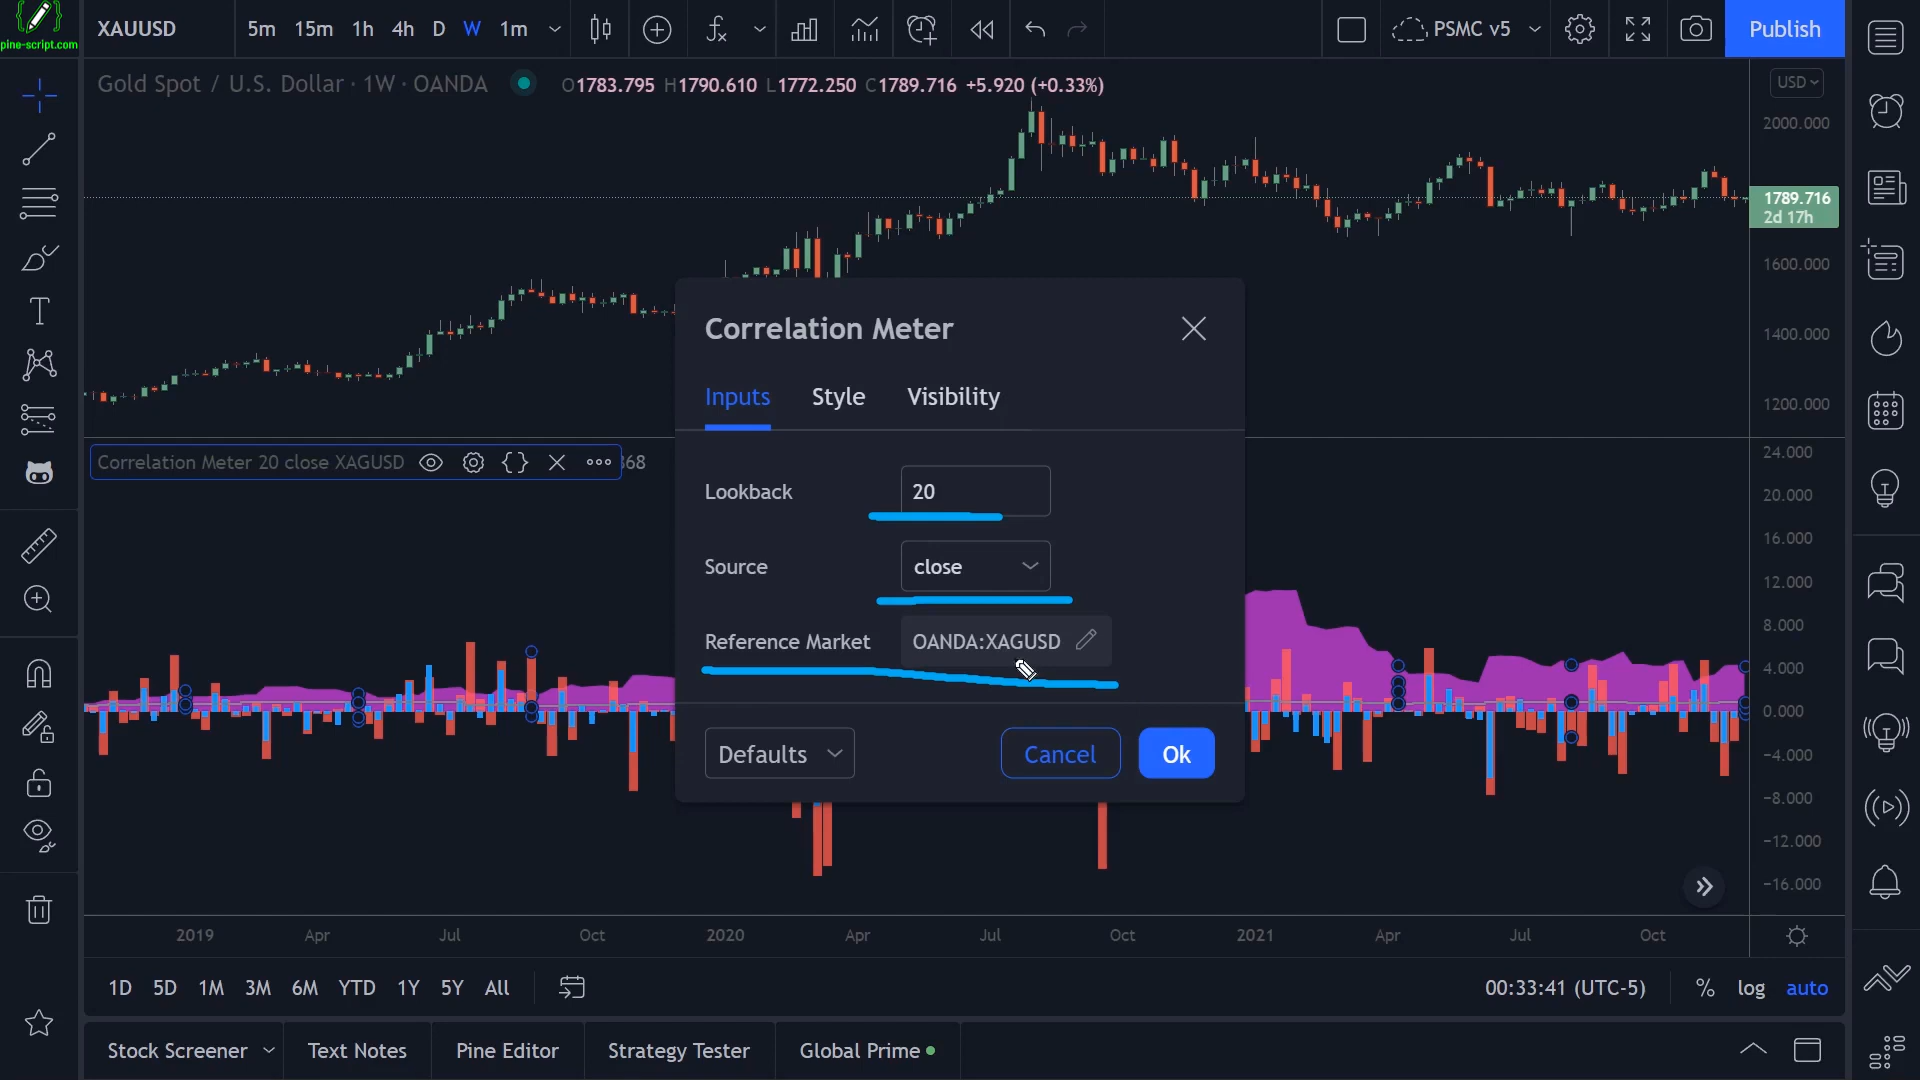 pine-script.com
XAUUSD
5m 15m 1h 4h D W 1m
PSMC v5
Publish
Gold Spot / U.S. Dollar · 1W · OANDA
O1783.795 H1790.610 L1772.250 C1789.716 +5.920 (+0.33%)
USD
2000.000
1789.716
2d 17h
1600.000
1400.000
1200.000
Correlation Meter
Inputs Style Visibility
Lookback 20
Source close
Reference Market OANDA:XAGUSD
Defaults Cancel Ok
Correlation Meter 20 close XAGUSD
368
24.000
20.000
16.000
12.000
8.000
4.000
0.000
−4.000
−8.000
−12.000
−16.000
2019 Apr Jul Oct 2020 Apr Jul Oct 2021 Apr Jul Oct
1D 5D 1M 3M 6M YTD 1Y 5Y All
00:33:41 (UTC-5) % log auto
Stock Screener Text Notes Pine Editor Strategy Tester Global Prime